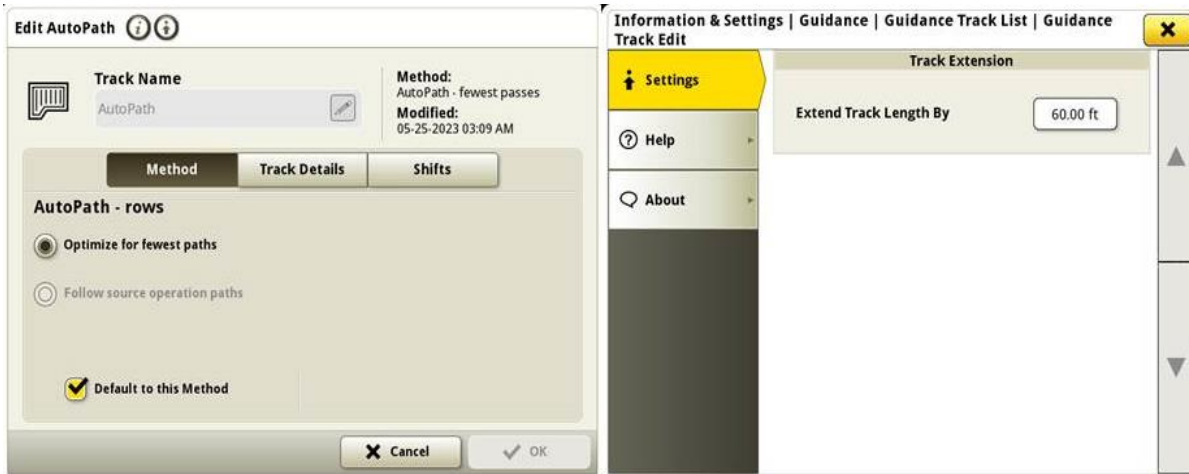 Edit AutoPath
Track Name
AutoPath
Method:
AutoPath - fewest passes
Modified:
05-25-2023 03:09 AM
Method
Track Details
Shifts
AutoPath - rows
Optimize for fewest paths
Follow source operation paths
Default to this Method
Cancel
OK
Information & Settings | Guidance | Guidance Track List | Guidance
Track Edit
Settings
Help
About
Track Extension
Extend Track Length By
60.00 ft